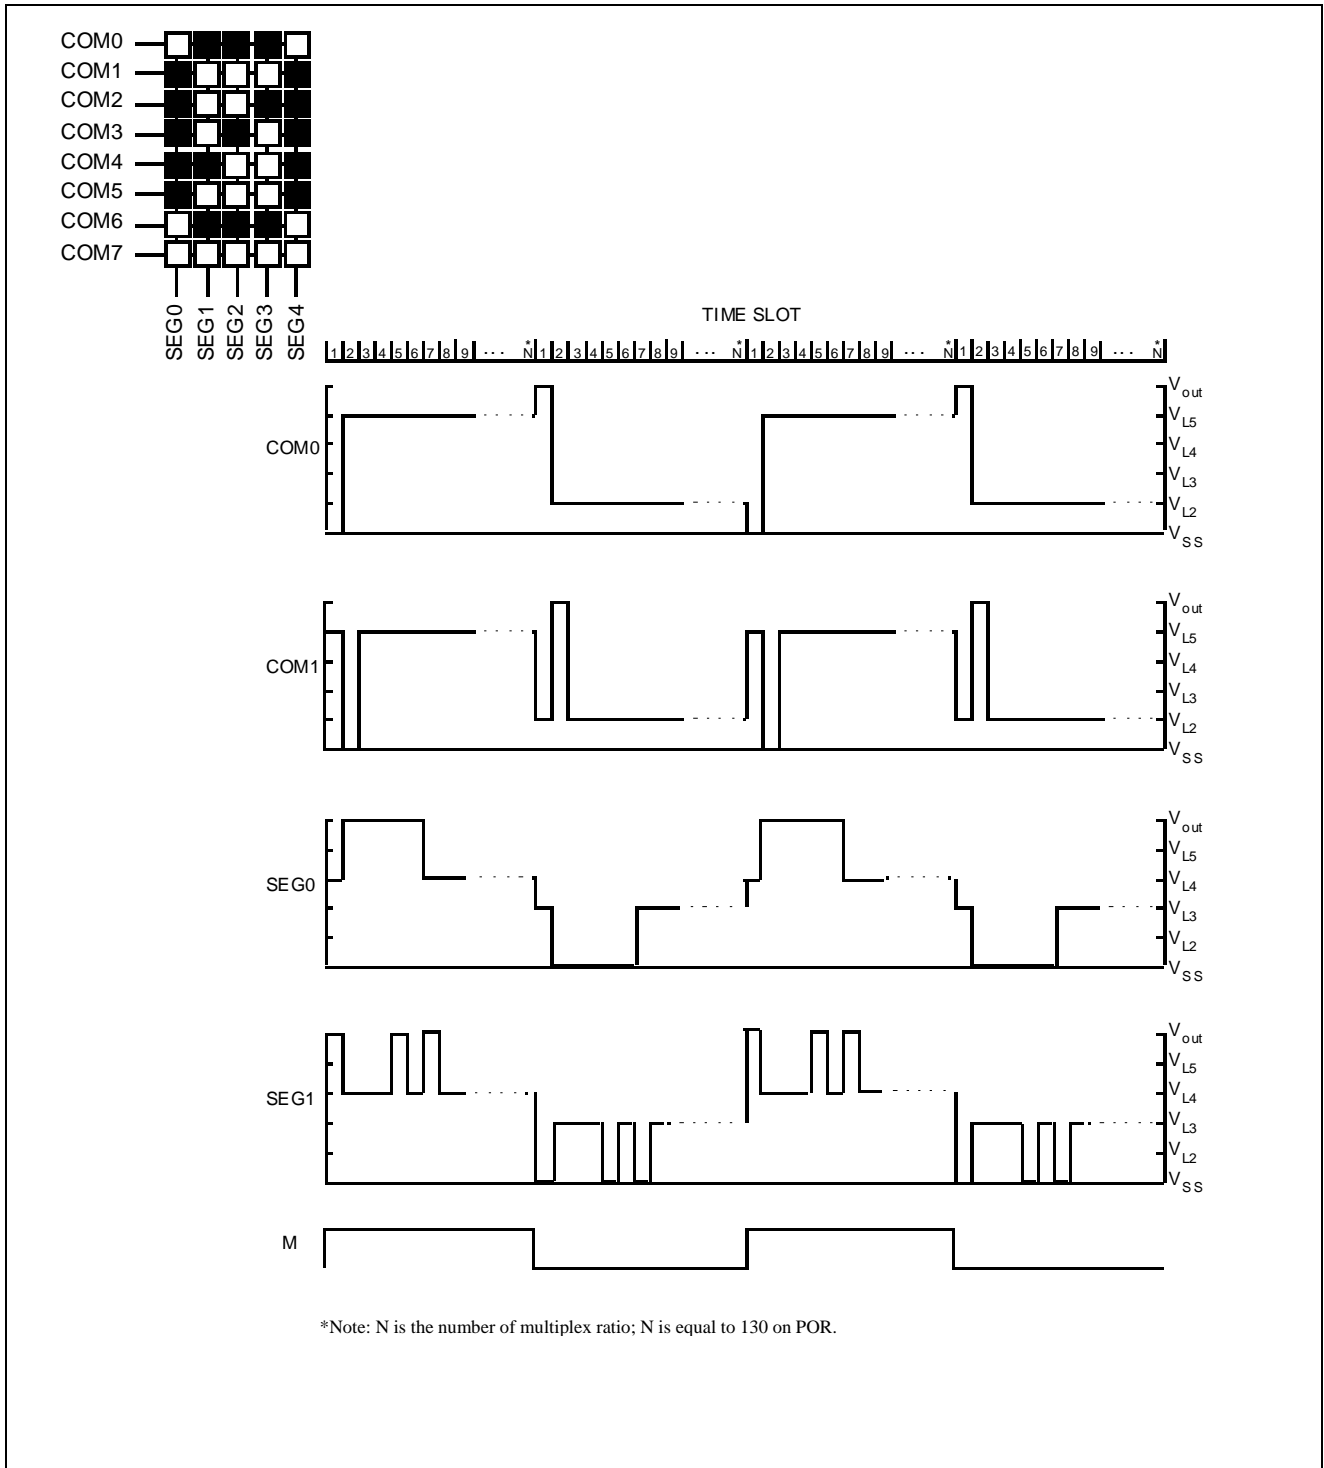 COM0
COM1
COM2
COM3
COM4
COM5
COM6
COM7
SEG0
SEG1
SEG2
SEG3
SEG4
TIME SLOT
1 2 3 4 5 6 7 8 9 ... *N 1 2 3 4 5 6 7 8 9 ... *N 1 2 3 4 5 6 7 8 9 ... *N 1 2 3 4 5 6 7 8 9 ... *N
COM0
Vout
VL5
VL4
VL3
VL2
VSS
COM1
Vout
VL5
VL4
VL3
VL2
VSS
SEG0
Vout
VL5
VL4
VL3
VL2
VSS
SEG1
Vout
VL5
VL4
VL3
VL2
VSS
M
*Note: N is the number of multiplex ratio; N is equal to 130 on POR.